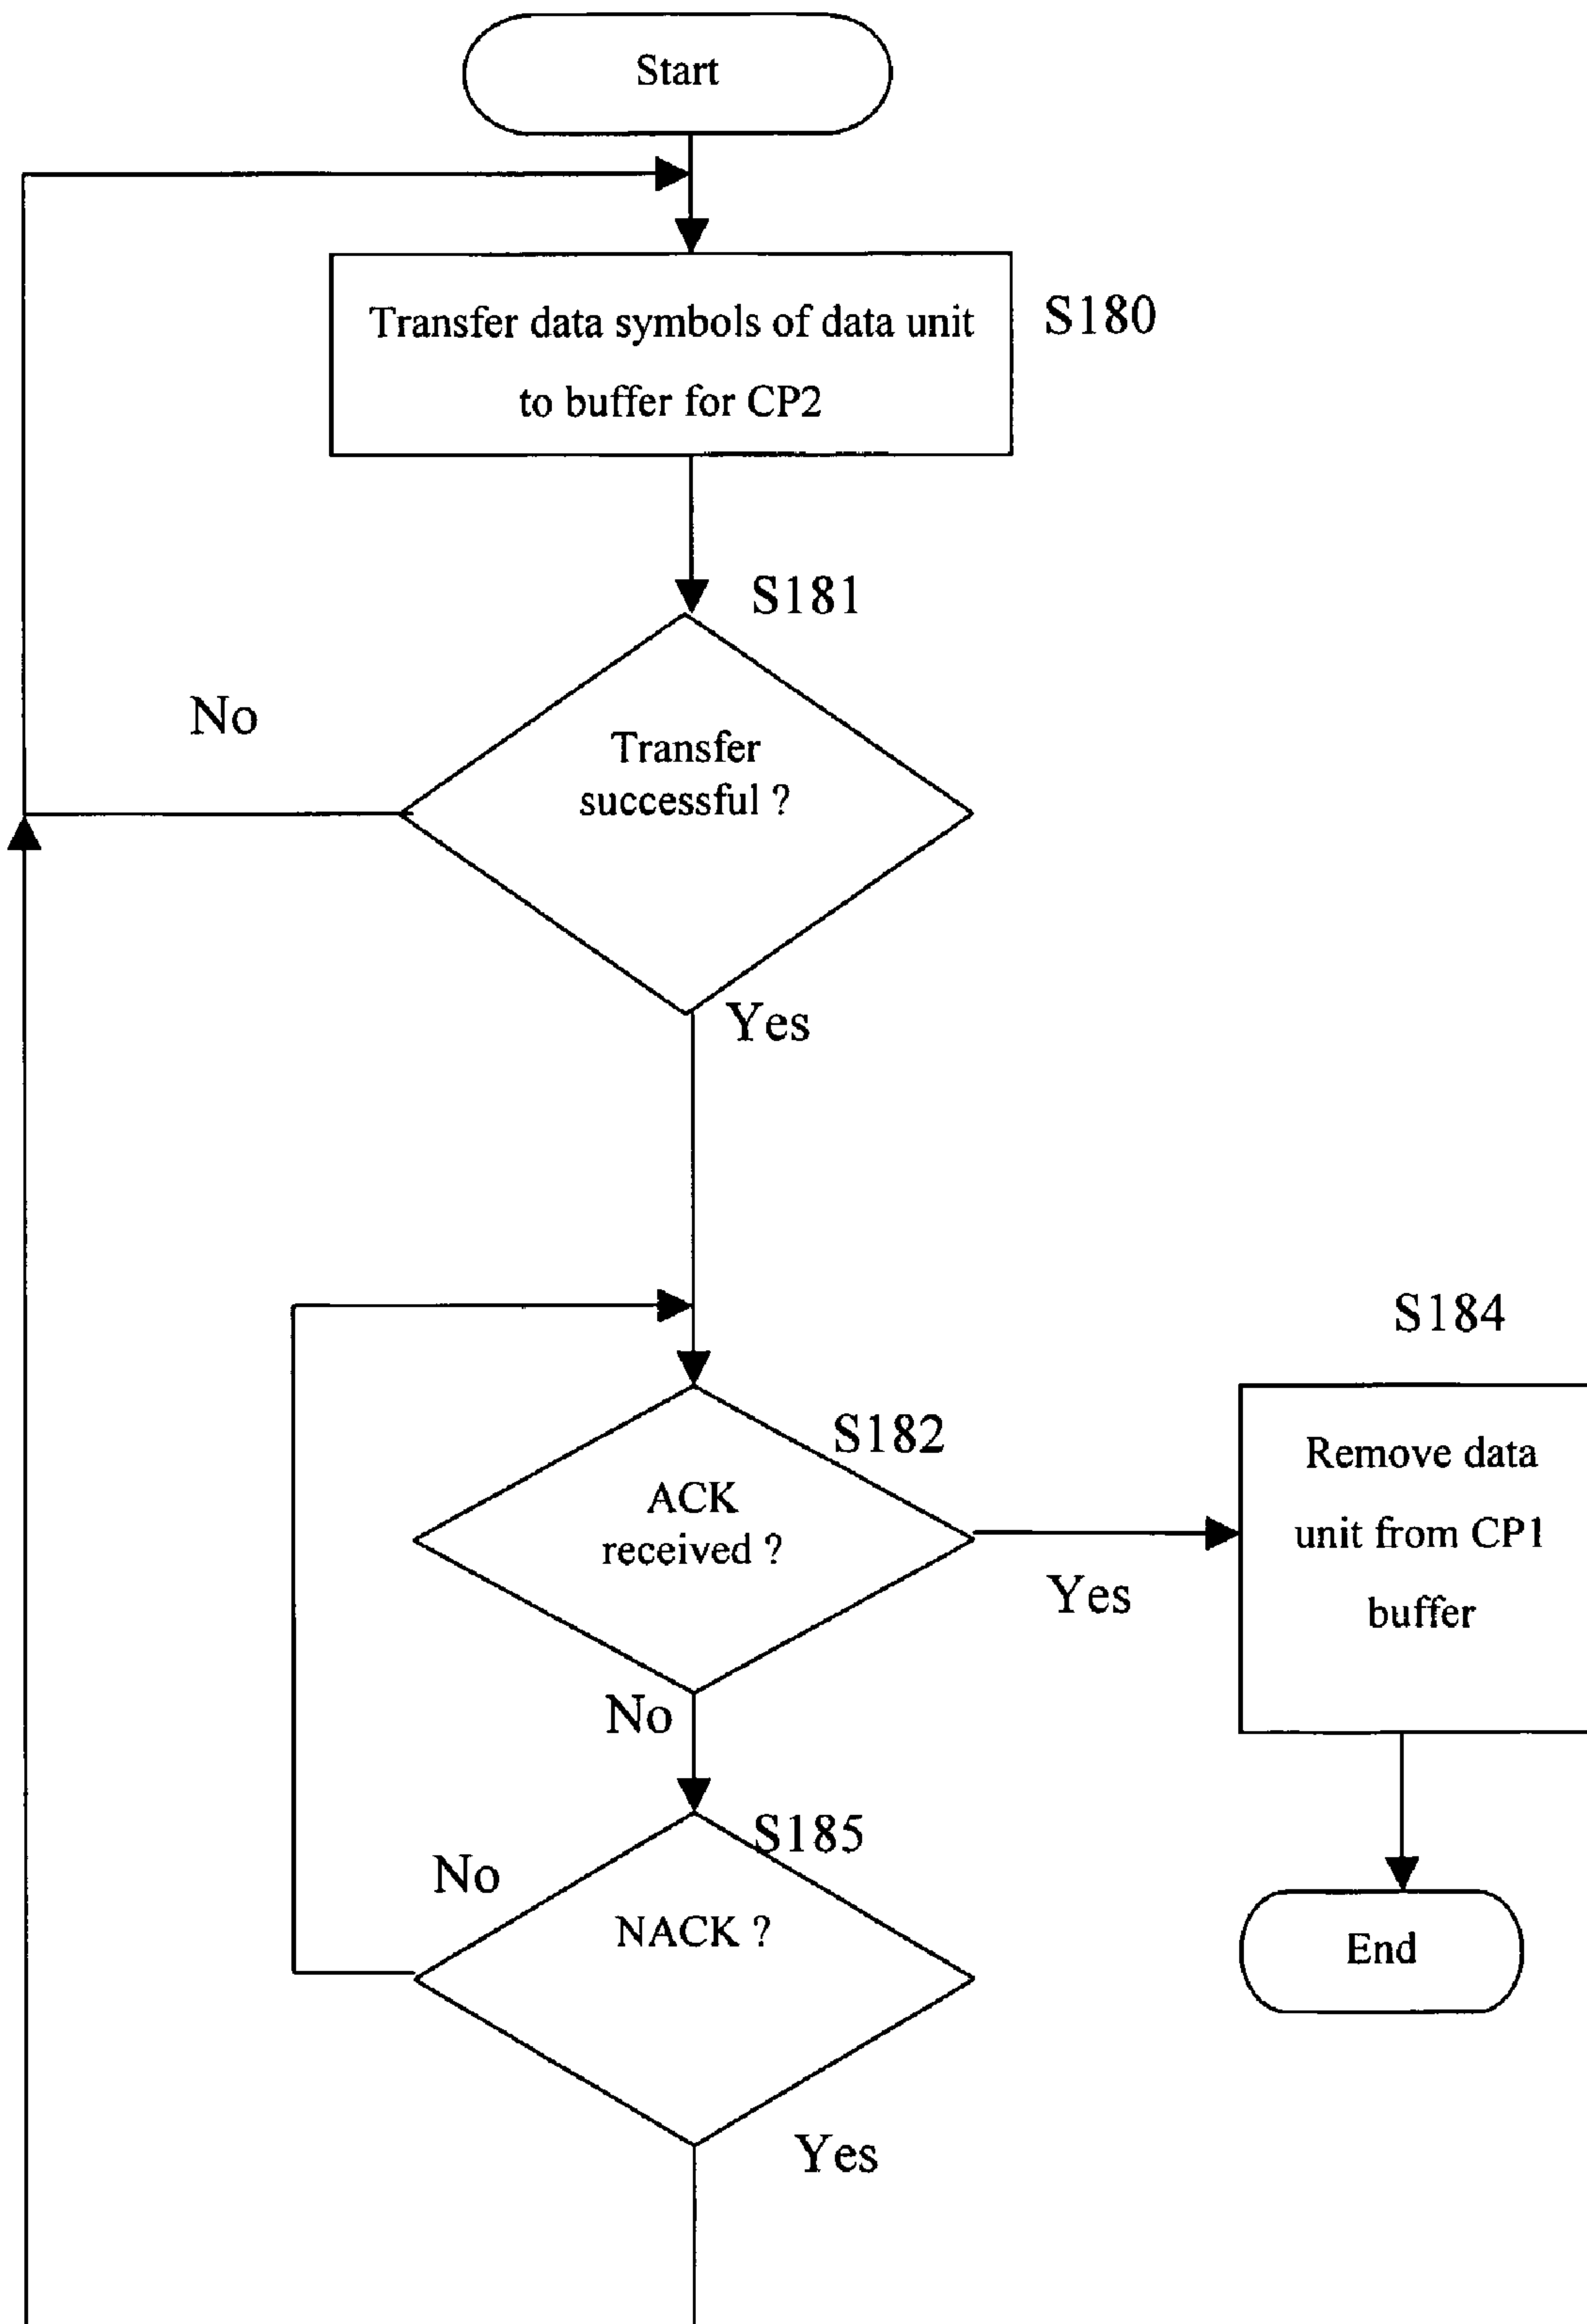 Start
Transfer data symbols of data unit
to buffer for CP2
S180
S181
No
Transfer
successful ?
Yes
S184
S182
ACK
received ?
Yes
Remove data
unit from CP1
buffer
No
S185
No
NACK ?
End
Yes